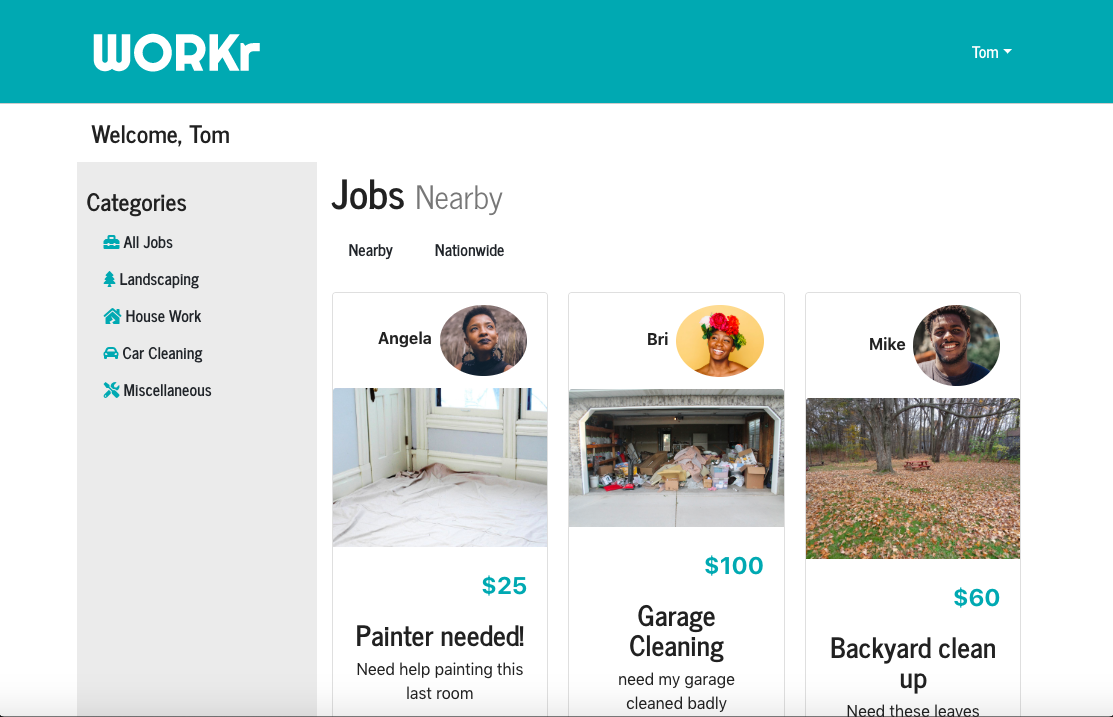 WORKr
Tom
Welcome, Tom
Categories
All Jobs
Landscaping
House Work
Car Cleaning
Miscellaneous
Jobs Nearby
Nearby Nationwide
Angela
$25
Painter needed!
Need help painting this
last room
Bri
$100
Garage
Cleaning
need my garage
cleaned badly
Mike
$60
Backyard clean
up
Need these leaves